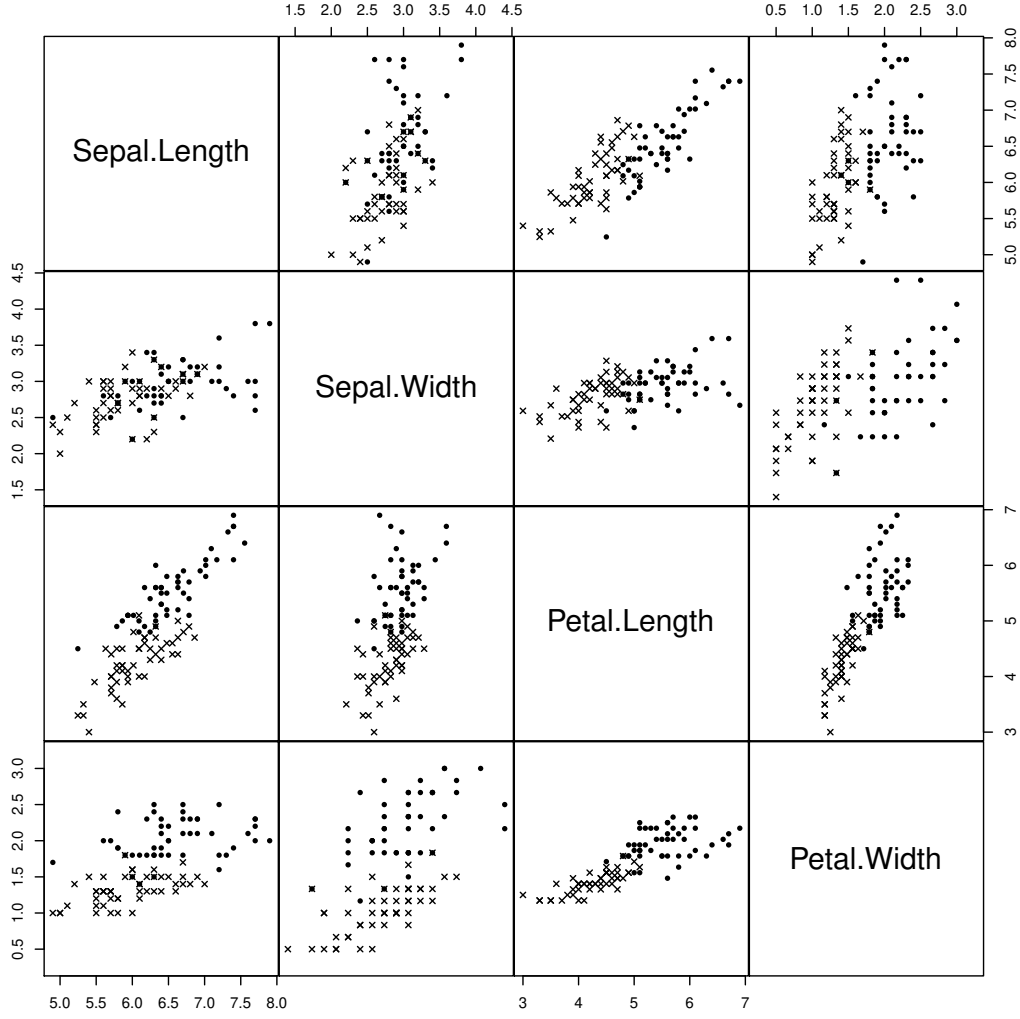 1.5 2.0 2.5 3.0 3.5 4.0 4.5 0.5 1.0 1.5 2.0 2.5 3.0
Sepal.Length
5.0 5.5 6.0 6.5 7.0 7.5 8.0
1.5 2.0 2.5 3.0 3.5 4.0 4.5
Sepal.Width
Petal.Length
3 4 5 6 7
0.5 1.0 1.5 2.0 2.5 3.0
Petal.Width
5.0 5.5 6.0 6.5 7.0 7.5 8.0 3 4 5 6 7